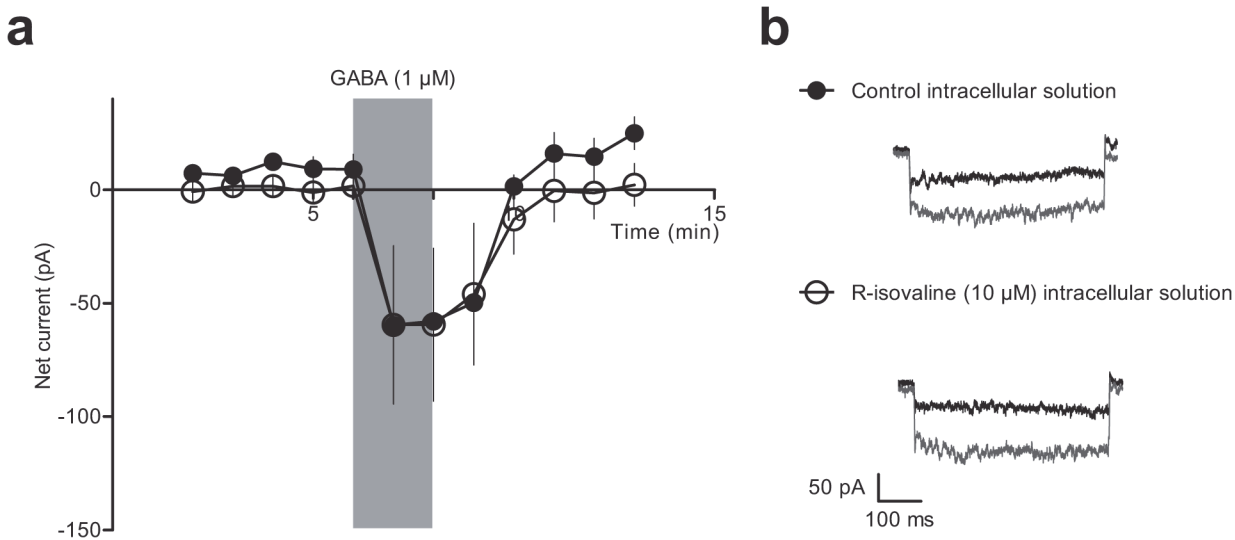 a
b
GABA (1 µM)
Control intracellular solution
0
5
10
15
Time (min)
Net current (pA)
-50
-100
-150
R-isovaline (10 µM) intracellular solution
50 pA
100 ms